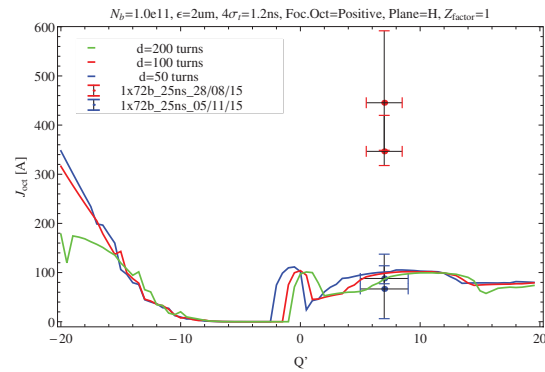 N_b=1.0e11, ϵ=2um, 4σ_t=1.2ns, Foc.Oct=Positive, Plane=H, Z_factor=1
600
500
400
300
200
100
0
J_oct [A]
d=200 turns
d=100 turns
d=50 turns
1x72b_25ns_28/08/15
1x72b_25ns_05/11/15
−20
−10
0
10
20
Q'